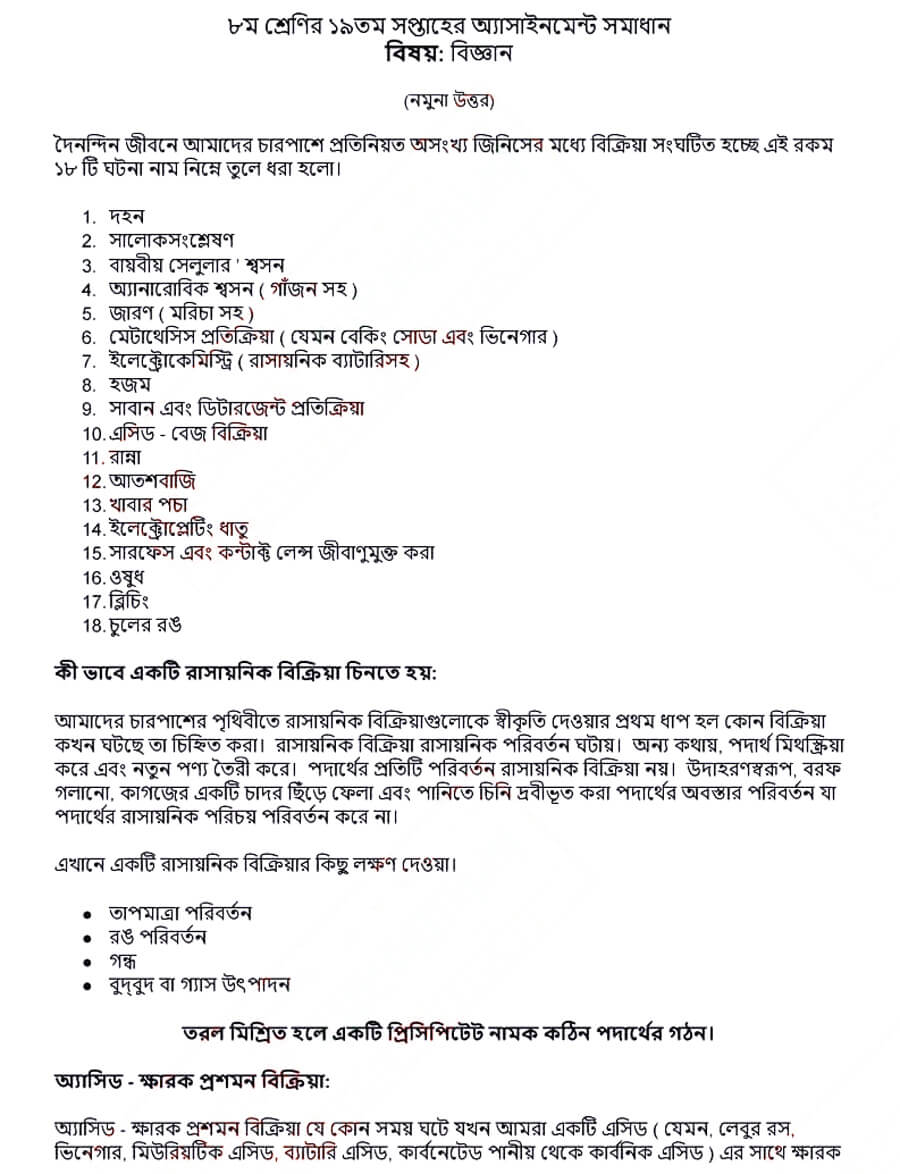 ৮ম শ্রেণির ১৯তম সপ্তাহের অ্যাসাইনমেন্ট সমাধান
বিষয়: বিজ্ঞান
(নমুনা উত্তর)
দৈনন্দিন জীবনে আমাদের চারপাশে প্রতিনিয়ত অসংখ্য জিনিসের মধ্যে বিক্রিয়া সংঘটিত হচ্ছে এই রকম
১৮ টি ঘটনা নাম নিম্নে তুলে ধরা হলো।
1. দহন
2. সালোকসংশ্লেষণ
3. বায়বীয় সেলুলার ' শ্বসন
4. অ্যানারোবিক শ্বসন ( গাঁজন সহ )
5. জারণ ( মরিচা সহ )
6. মেটাথেসিস প্রতিক্রিয়া ( যেমন বেকিং সোডা এবং ভিনেগার )
7. ইলেক্ট্রোকেমিস্ট্রি ( রাসায়নিক ব্যাটারিসহ )
8. হজম
9. সাবান এবং ডিটারজেন্ট প্রতিক্রিয়া
10. এসিড - বেজ বিক্রিয়া
11. রান্না
12. আতশবাজি
13. খাবার পচা
14. ইলেক্ট্রোপ্লেটিং ধাতু
15. সারফেস এবং কন্টাক্ট লেন্স জীবাণুমুক্ত করা
16. ওষুধ
17. ব্লিচিং
18. চুলের রঙ
কী ভাবে একটি রাসায়নিক বিক্রিয়া চিনতে হয়:
আমাদের চারপাশের পৃথিবীতে রাসায়নিক বিক্রিয়াগুলোকে স্বীকৃতি দেওয়ার প্রথম ধাপ হল কোন বিক্রিয়া
কখন ঘটছে তা চিহ্নিত করা। রাসায়নিক বিক্রিয়া রাসায়নিক পরিবর্তন ঘটায়। অন্য কথায়, পদার্থ মিথস্ক্রিয়া
করে এবং নতুন পণ্য তৈরী করে। পদার্থের প্রতিটি পরিবর্তন রাসায়নিক বিক্রিয়া নয়। উদাহরণস্বরূপ, বরফ
গলানো, কাগজের একটি চাদর ছিঁড়ে ফেলা এবং পানিতে চিনি দ্রবীভূত করা পদার্থের অবস্তার পরিবর্তন যা
পদার্থের রাসায়নিক পরিচয় পরিবর্তন করে না।
এখানে একটি রাসায়নিক বিক্রিয়ার কিছু লক্ষণ দেওয়া।
• তাপমাত্রা পরিবর্তন
• রঙ পরিবর্তন
• গন্ধ
• বুদ্‌বুদ বা গ্যাস উৎপাদন
তরল মিশ্রিত হলে একটি প্রিসিপিটেট নামক কঠিন পদার্থের গঠন।
অ্যাসিড - ক্ষারক প্রশমন বিক্রিয়া:
অ্যাসিড - ক্ষারক প্রশমন বিক্রিয়া যে কোন সময় ঘটে যখন আমরা একটি এসিড ( যেমন, লেবুর রস,
ভিনেগার, মিউরিয়টিক এসিড, ব্যাটারি এসিড, কার্বনেটেড পানীয় থেকে কার্বনিক এসিড ) এর সাথে ক্ষারক